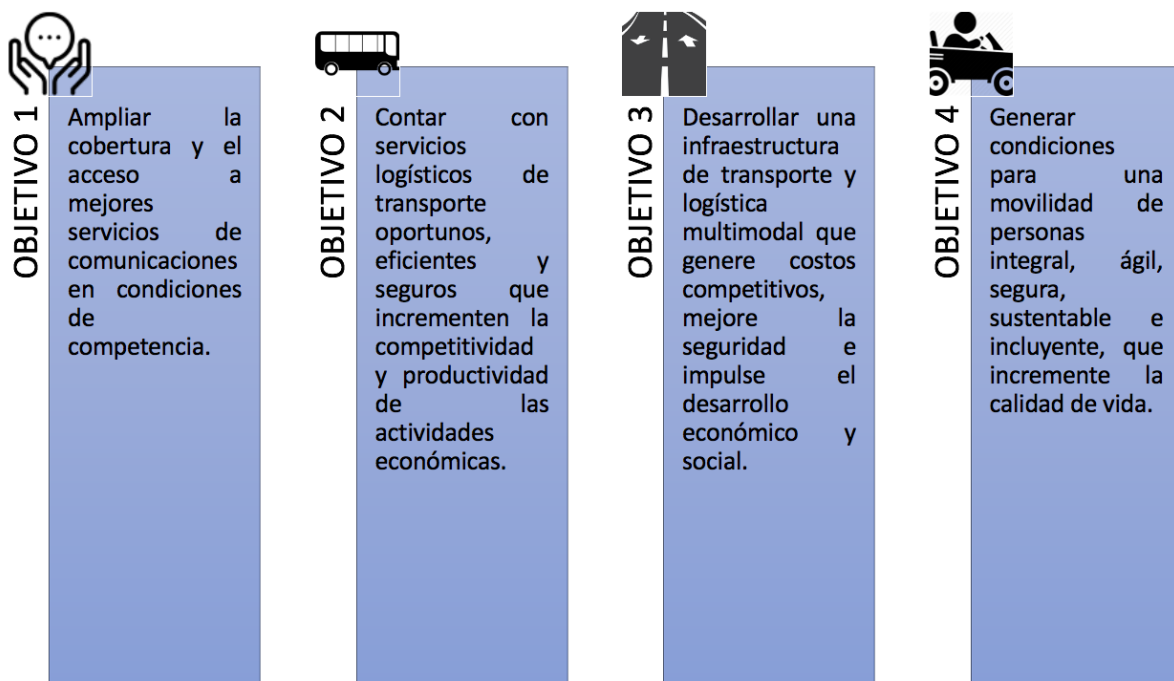 OBJETIVO 1
Ampliar la
cobertura y el
acceso a
mejores
servicios de
comunicaciones
en condiciones
de
competencia.
OBJETIVO 2
Contar con
servicios
logísticos de
transporte
oportunos,
eficientes y
seguros que
incrementen la
competitividad
y productividad
de las
actividades
económicas.
OBJETIVO 3
Desarrollar una
infraestructura
de transporte y
logística
multimodal que
genere costos
competitivos,
mejore la
seguridad e
impulse el
desarrollo
económico y
social.
OBJETIVO 4
Generar
condiciones
para una
movilidad de
personas
integral, ágil,
segura,
sustentable e
incluyente, que
incremente la
calidad de vida.